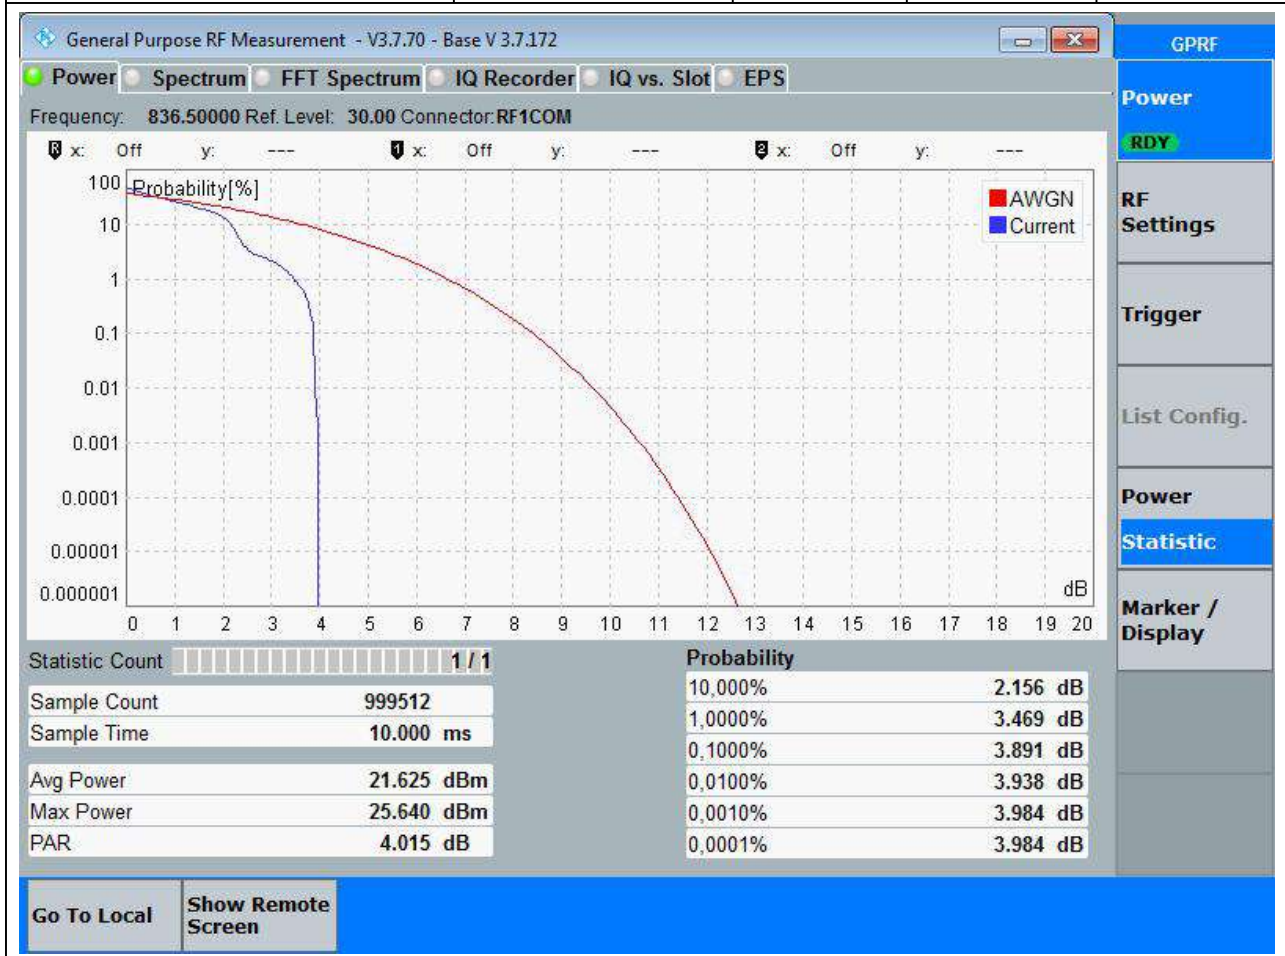 General Purpose RF Measurement - V3.7.70 - Base V 3.7.172
GPRF
Power Spectrum FFT Spectrum IQ Recorder IQ vs. Slot EPS
Power
RDY
Frequency: 836.50000 Ref. Level: 30.00 Connector:RF1COM
R x: Off y: --- 1 x: Off y: --- 2 x: Off y: ---
Probability[%]
AWGN
Current
100
10
1
0.1
0.01
0.001
0.0001
0.00001
0.000001
dB
0 1 2 3 4 5 6 7 8 9 10 11 12 13 14 15 16 17 18 19 20
RF
Settings
Trigger
List Config.
Power
Statistic
Marker /
Display
Statistic Count 1 / 1
Sample Count 999512
Sample Time 10.000 ms
Avg Power 21.625 dBm
Max Power 25.640 dBm
PAR 4.015 dB
Probability
10,000% 2.156 dB
1,0000% 3.469 dB
0,1000% 3.891 dB
0,0100% 3.938 dB
0,0010% 3.984 dB
0,0001% 3.984 dB
Go To Local
Show Remote
Screen